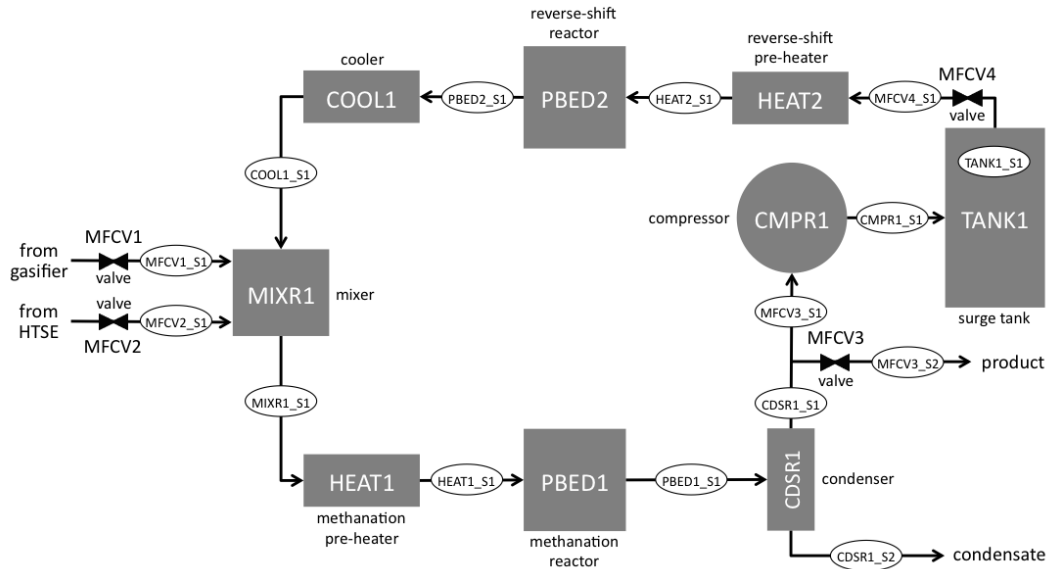 reverse-shift
reactor
reverse-shift
pre-heater
cooler
MFCV4
COOL1
PBED2_S1
PBED2
HEAT2_S1
HEAT2
MFCV4_S1
valve
TANK1_S1
COOL1_S1
compressor
CMPR1
CMPR1_S1
TANK1
from
gasifier
MFCV1
MFCV1_S1
valve
MIXR1
mixer
from
HTSE
valve
MFCV2_S1
MFCV2
MFCV3_S1
surge tank
MFCV3
MFCV3_S2
product
valve
MIXR1_S1
CDSR1_S1
HEAT1
HEAT1_S1
PBED1
PBED1_S1
CDSR1
condenser
methanation
pre-heater
methanation
reactor
CDSR1_S2
condensate